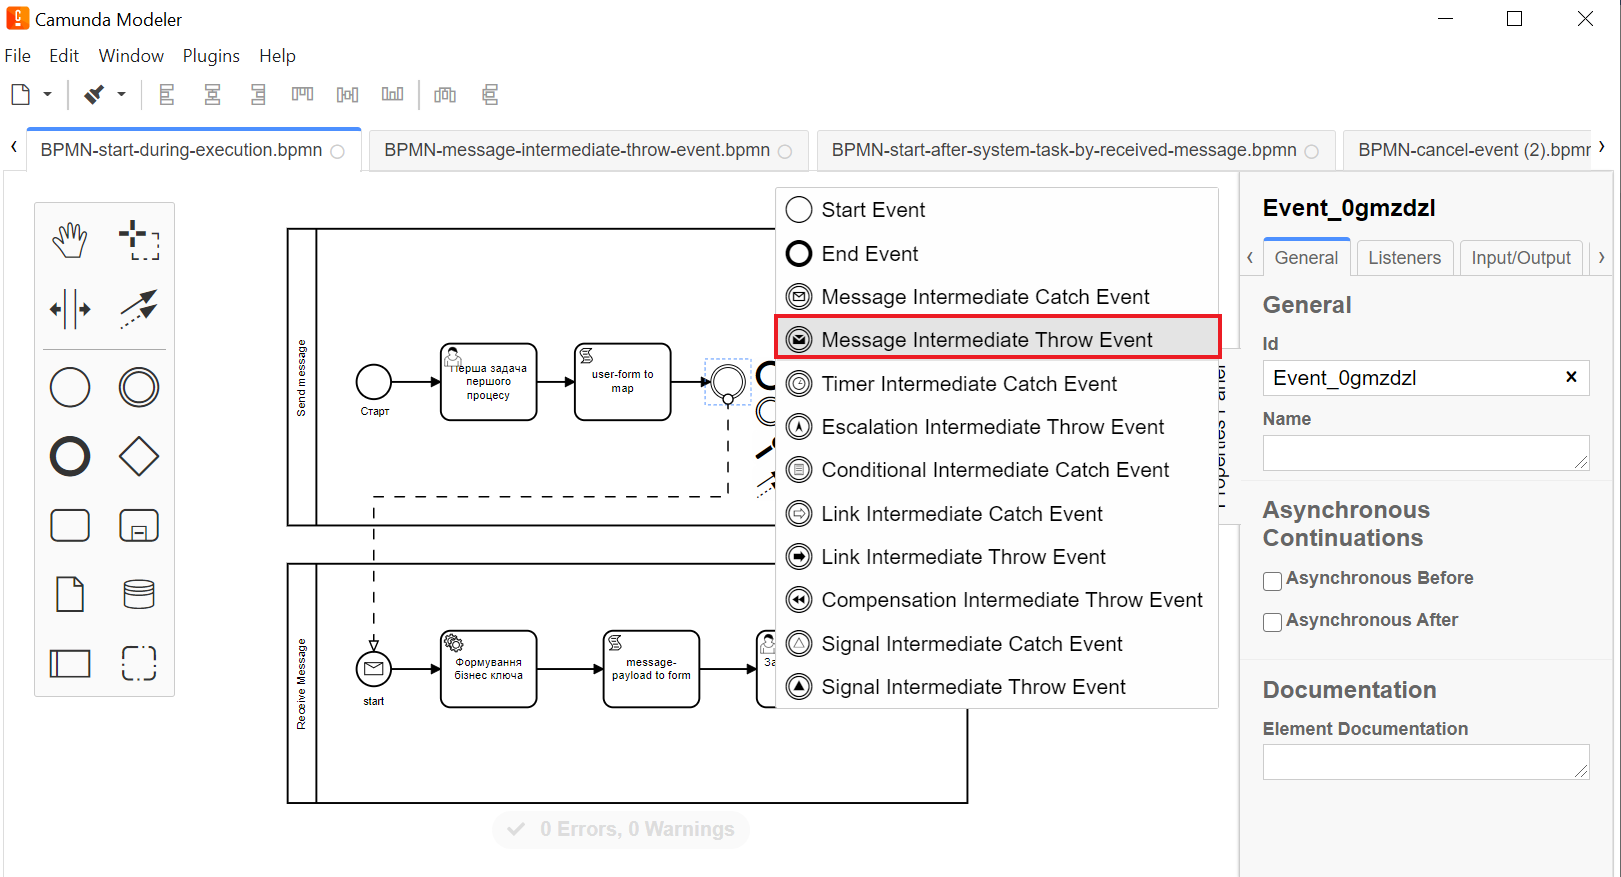 Camunda Modeler
File Edit Window Plugins Help
BPMN-start-during-execution.bpmn
BPMN-message-intermediate-throw-event.bpmn
BPMN-start-after-system-task-by-received-message.bpmn
BPMN-cancel-event (2).bpmn
Send message
Старт
Перша задача
першого
процесу
user-form to
map
Start Event
End Event
Message Intermediate Catch Event
Message Intermediate Throw Event
Timer Intermediate Catch Event
Escalation Intermediate Throw Event
Conditional Intermediate Catch Event
Link Intermediate Catch Event
Link Intermediate Throw Event
Compensation Intermediate Throw Event
Signal Intermediate Catch Event
Signal Intermediate Throw Event
Receive Message
start
Формування
бізнес ключа
message-
payload to form
За
0 Errors, 0 Warnings
Properties Panel
Event_0gmzdzl
General Listeners Input/Output
General
Id
Event_0gmzdzl
Name
Asynchronous
Continuations
Asynchronous Before
Asynchronous After
Documentation
Element Documentation